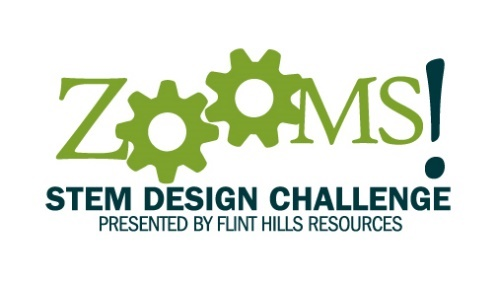 ZOOMS!
STEM DESIGN CHALLENGE
PRESENTED BY FLINT HILLS RESOURCES